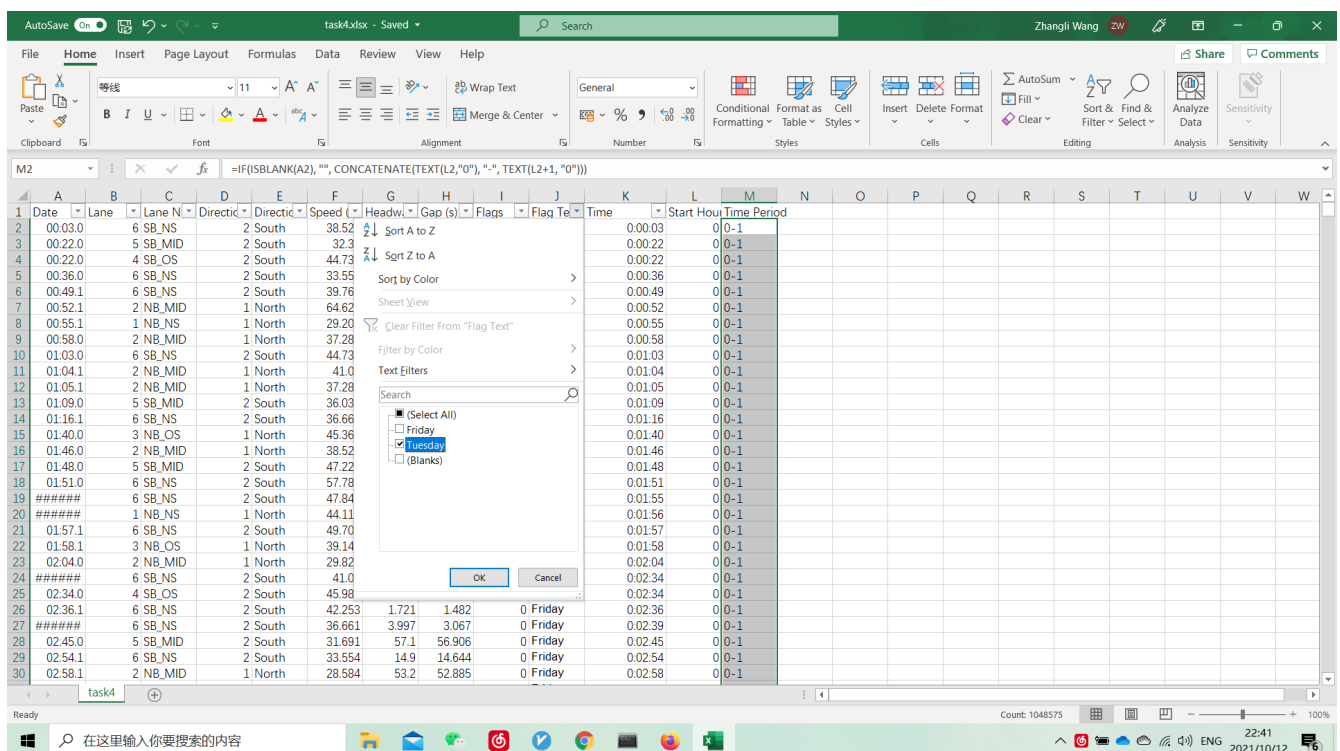 AutoSave On task4.xlsx - Saved Search Zhangli Wang ZW
File Home Insert Page Layout Formulas Data Review View Help Share Comments
Paste 等线 11 A^ A˅ ab Wrap Text General Conditional Formatting Format as Table Cell Styles Insert Delete Format AutoSum Fill Clear Sort & Filter Find & Select Analyze Data Sensitivity
B I U A Merge & Center % 9
Clipboard Font Alignment Number Styles Cells Editing Analysis Sensitivity
M2 fx =IF(ISBLANK(A2), "", CONCATENATE(TEXT(L2,"0"), "-", TEXT(L2+1, "0")))
A B C D E F G H I J K L M N O P Q R S T U V W
1 Date Lane Lane N Directic Directic Speed ( Headwa Gap (s) Flags Flag Te Time Start Hour Time Period
2 00:03.0 6 SB_NS 2 South 38.52 0:00:03 0 0-1
3 00:22.0 5 SB_MID 2 South 32.3 0:00:22 0 0-1
4 00:22.0 4 SB_OS 2 South 44.73 0:00:22 0 0-1
5 00:36.0 6 SB_NS 2 South 33.55 0:00:36 0 0-1
6 00:49.1 6 SB_NS 2 South 39.76 0:00:49 0 0-1
7 00:52.1 2 NB_MID 1 North 64.62 0:00:52 0 0-1
8 00:55.1 1 NB_NS 1 North 29.20 0:00:55 0 0-1
9 00:58.0 2 NB_MID 1 North 37.28 0:00:58 0 0-1
10 01:03.0 6 SB_NS 2 South 44.73 0:01:03 0 0-1
11 01:04.1 2 NB_MID 1 North 41.0 0:01:04 0 0-1
12 01:05.1 2 NB_MID 1 North 37.28 0:01:05 0 0-1
13 01:09.0 5 SB_MID 2 South 36.03 0:01:09 0 0-1
14 01:16.1 6 SB_NS 2 South 36.66 0:01:16 0 0-1
15 01:40.0 3 NB_OS 1 North 45.36 0:01:40 0 0-1
16 01:46.0 2 NB_MID 1 North 38.52 0:01:46 0 0-1
17 01:48.0 5 SB_MID 2 South 47.22 0:01:48 0 0-1
18 01:51.0 6 SB_NS 2 South 57.78 0:01:51 0 0-1
19 ###### 6 SB_NS 2 South 47.84 0:01:55 0 0-1
20 ###### 1 NB_NS 1 North 44.11 0:01:56 0 0-1
21 01:57.1 6 SB_NS 2 South 49.70 0:01:57 0 0-1
22 01:58.1 3 NB_OS 1 North 39.14 0:01:58 0 0-1
23 02:04.0 2 NB_MID 1 North 29.82 0:02:04 0 0-1
24 ###### 6 SB_NS 2 South 41.0 0:02:34 0 0-1
25 02:34.0 4 SB_OS 2 South 45.98 0:02:34 0 0-1
26 02:36.1 6 SB_NS 2 South 42.253 1.721 1.482 0 Friday 0:02:36 0 0-1
27 ###### 6 SB_NS 2 South 36.661 3.997 3.067 0 Friday 0:02:39 0 0-1
28 02:45.0 5 SB_MID 2 South 31.691 57.1 56.906 0 Friday 0:02:45 0 0-1
29 02:54.1 6 SB_NS 2 South 33.554 14.9 14.644 0 Friday 0:02:54 0 0-1
30 02:58.1 2 NB_MID 1 North 28.584 53.2 52.885 0 Friday 0:02:58 0 0-1
Sort A to Z
Sort Z to A
Sort by Color
Sheet View
Clear Filter From "Flag Text"
Filter by Color
Text Filters
Search
(Select All)
Friday
Tuesday
(Blanks)
OK Cancel
task4
Ready Count: 1048575 100%
在这里输入你要搜索的内容 ENG 22:41
2021/10/12 6